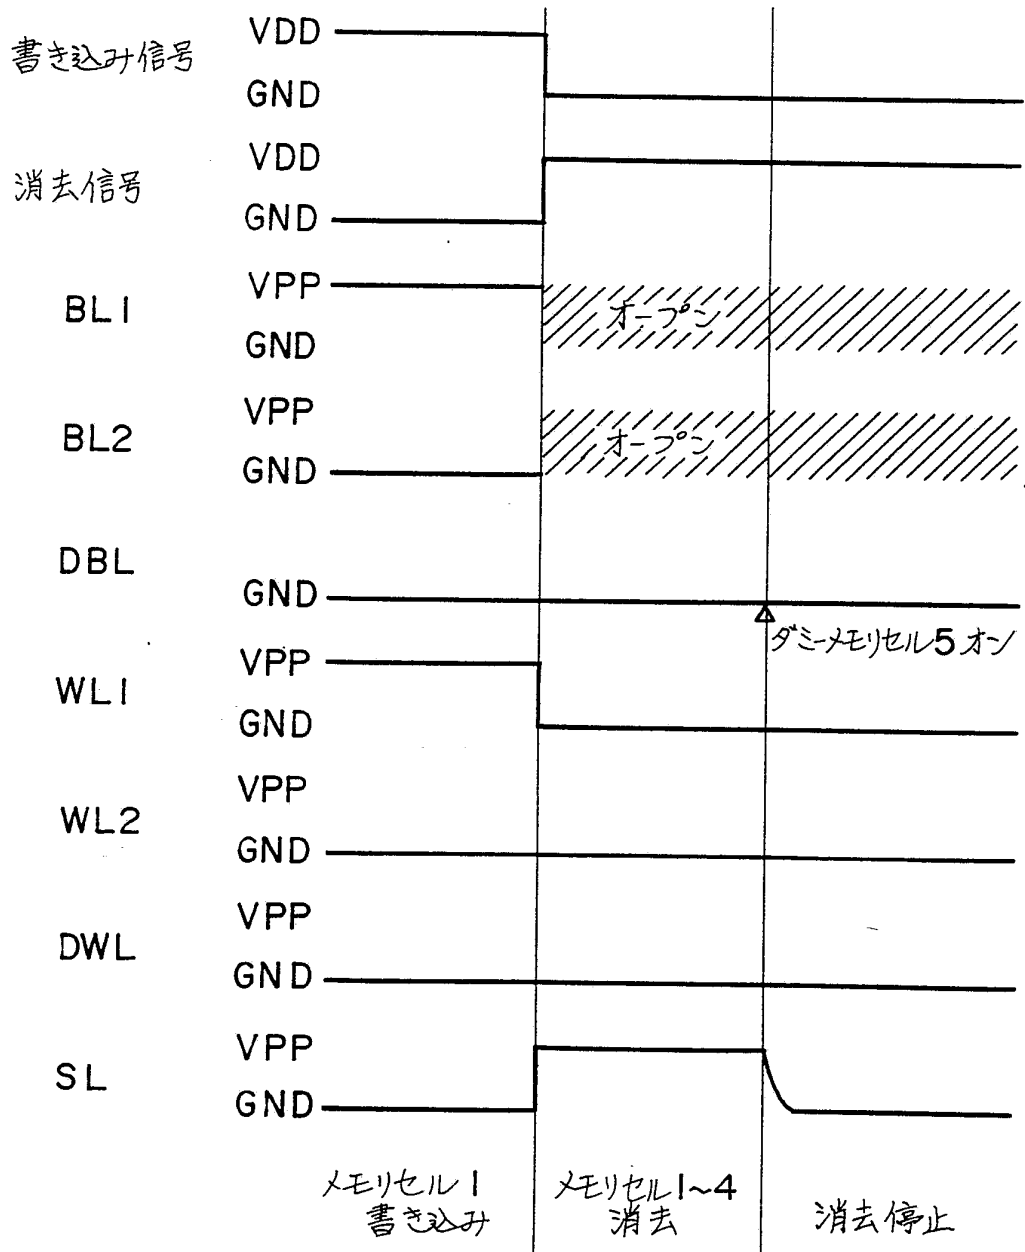 書き込み信号
VDD
GND
消去信号
VDD
GND
BL1
VPP
GND
オープン
BL2
VPP
GND
オープン
DBL
GND
ダミーメモリセル5オン
WL1
VPP
GND
WL2
VPP
GND
DWL
VPP
GND
SL
VPP
GND
メモリセル1
書き込み
メモリセル1~4
消去
消去停止